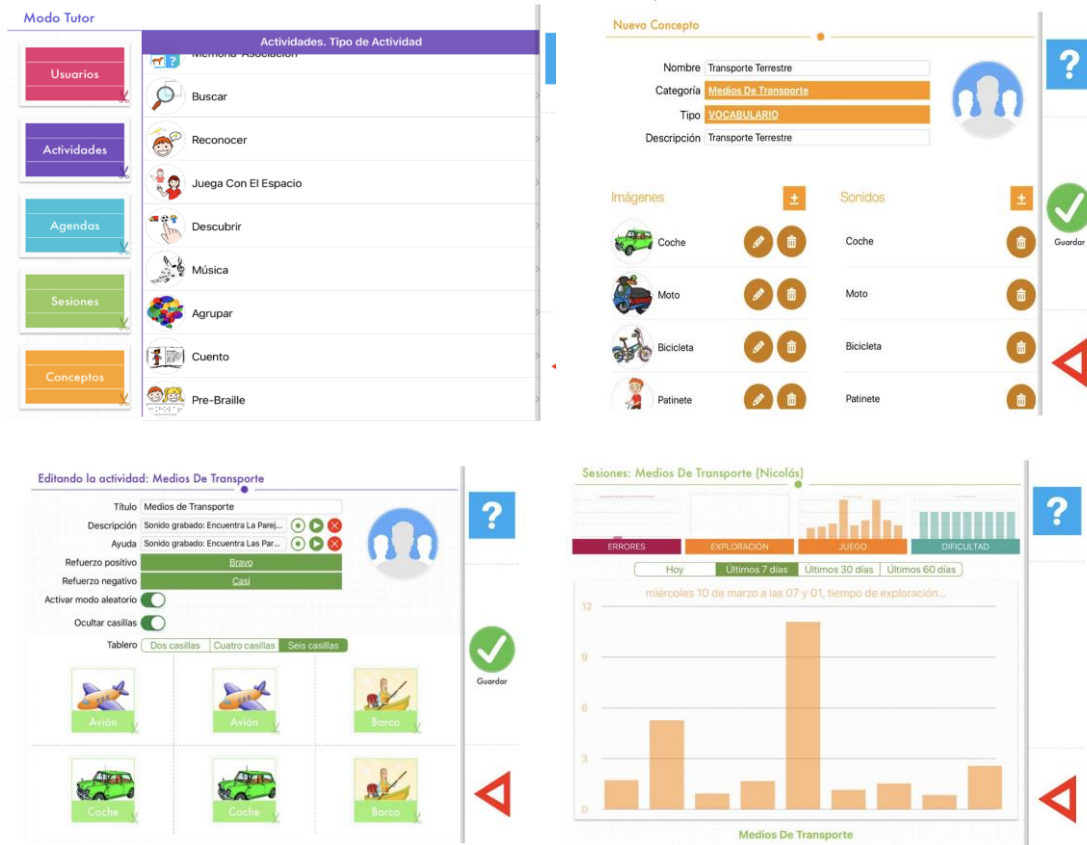 Modo Tutor
Actividades. Tipo de Actividad
Usuarios
Actividades
Agendas
Sesiones
Conceptos
Memoria Asociación
Buscar
Reconocer
Juega Con El Espacio
Descubrir
Música
Agrupar
Cuento
Pre-Braille
Nuevo Concepto
Nombre Transporte Terrestre
Categoría Medios De Transporte
Tipo VOCABULARIO
Descripción Transporte Terrestre
?
Imágenes
Coche
Moto
Bicicleta
Patinete
Sonidos
Coche
Moto
Bicicleta
Patinete
Guardar
Editando la actividad: Medios De Transporte
Título Medios de Transporte
Descripción Sonido grabado: Encuentra La Parej...
Ayuda Sonido grabado: Encuentra Las Par...
Refuerzo positivo Bravo
Refuerzo negativo Casi
Activar modo aleatorio
Ocultar casillas
Tablero Dos casillas Cuatro casillas Seis casillas
Avión Avión Barco
Coche Coche Barco
?
Guardar
Sesiones: Medios De Transporte (Nicolás)
ERRORES EXPLORACIÓN JUEGO DIFICULTAD
Hoy Últimos 7 días Últimos 30 días Últimos 60 días
miércoles 10 de marzo a las 07 y 01, tiempo de exploración...
12
9
6
3
0
Medios De Transporte
?